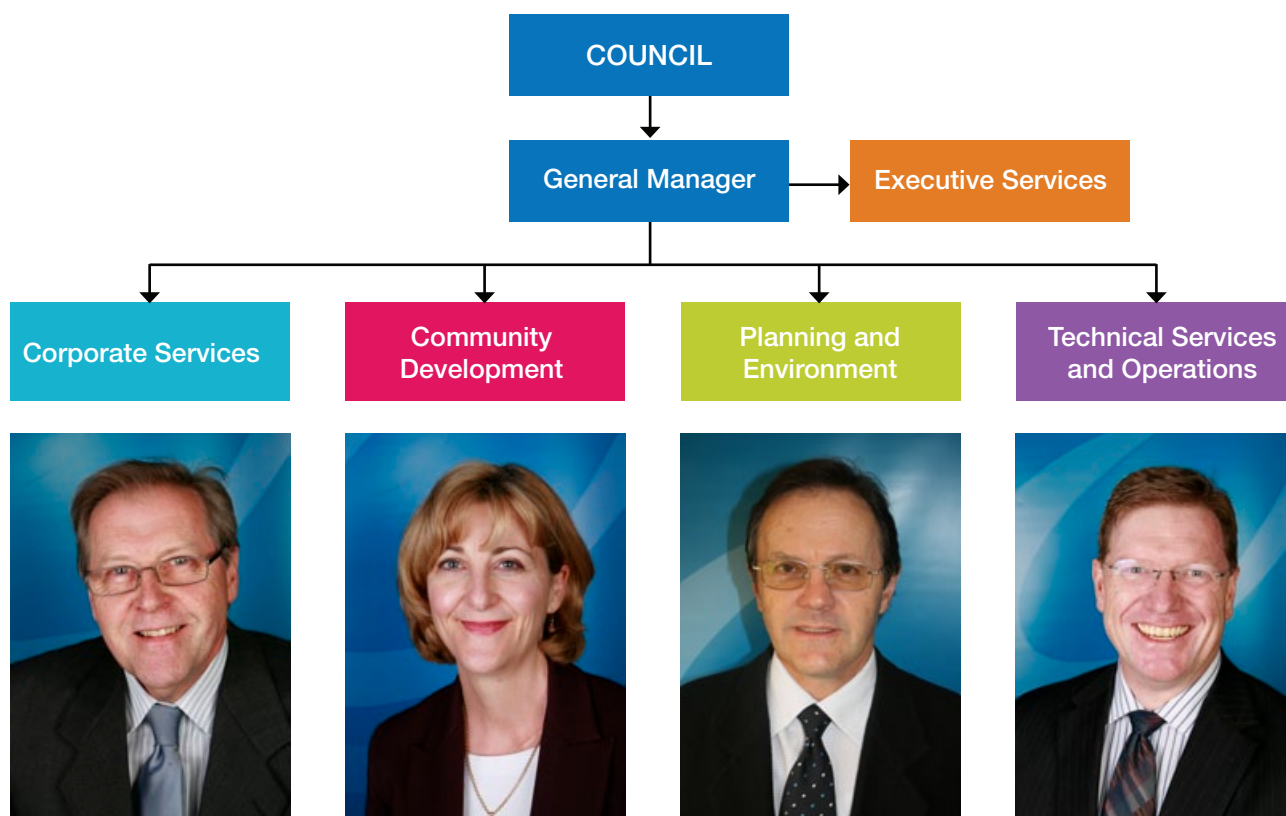 COUNCIL
General Manager
Executive Services
Corporate Services
Community
Development
Planning and
Environment
Technical Services
and Operations